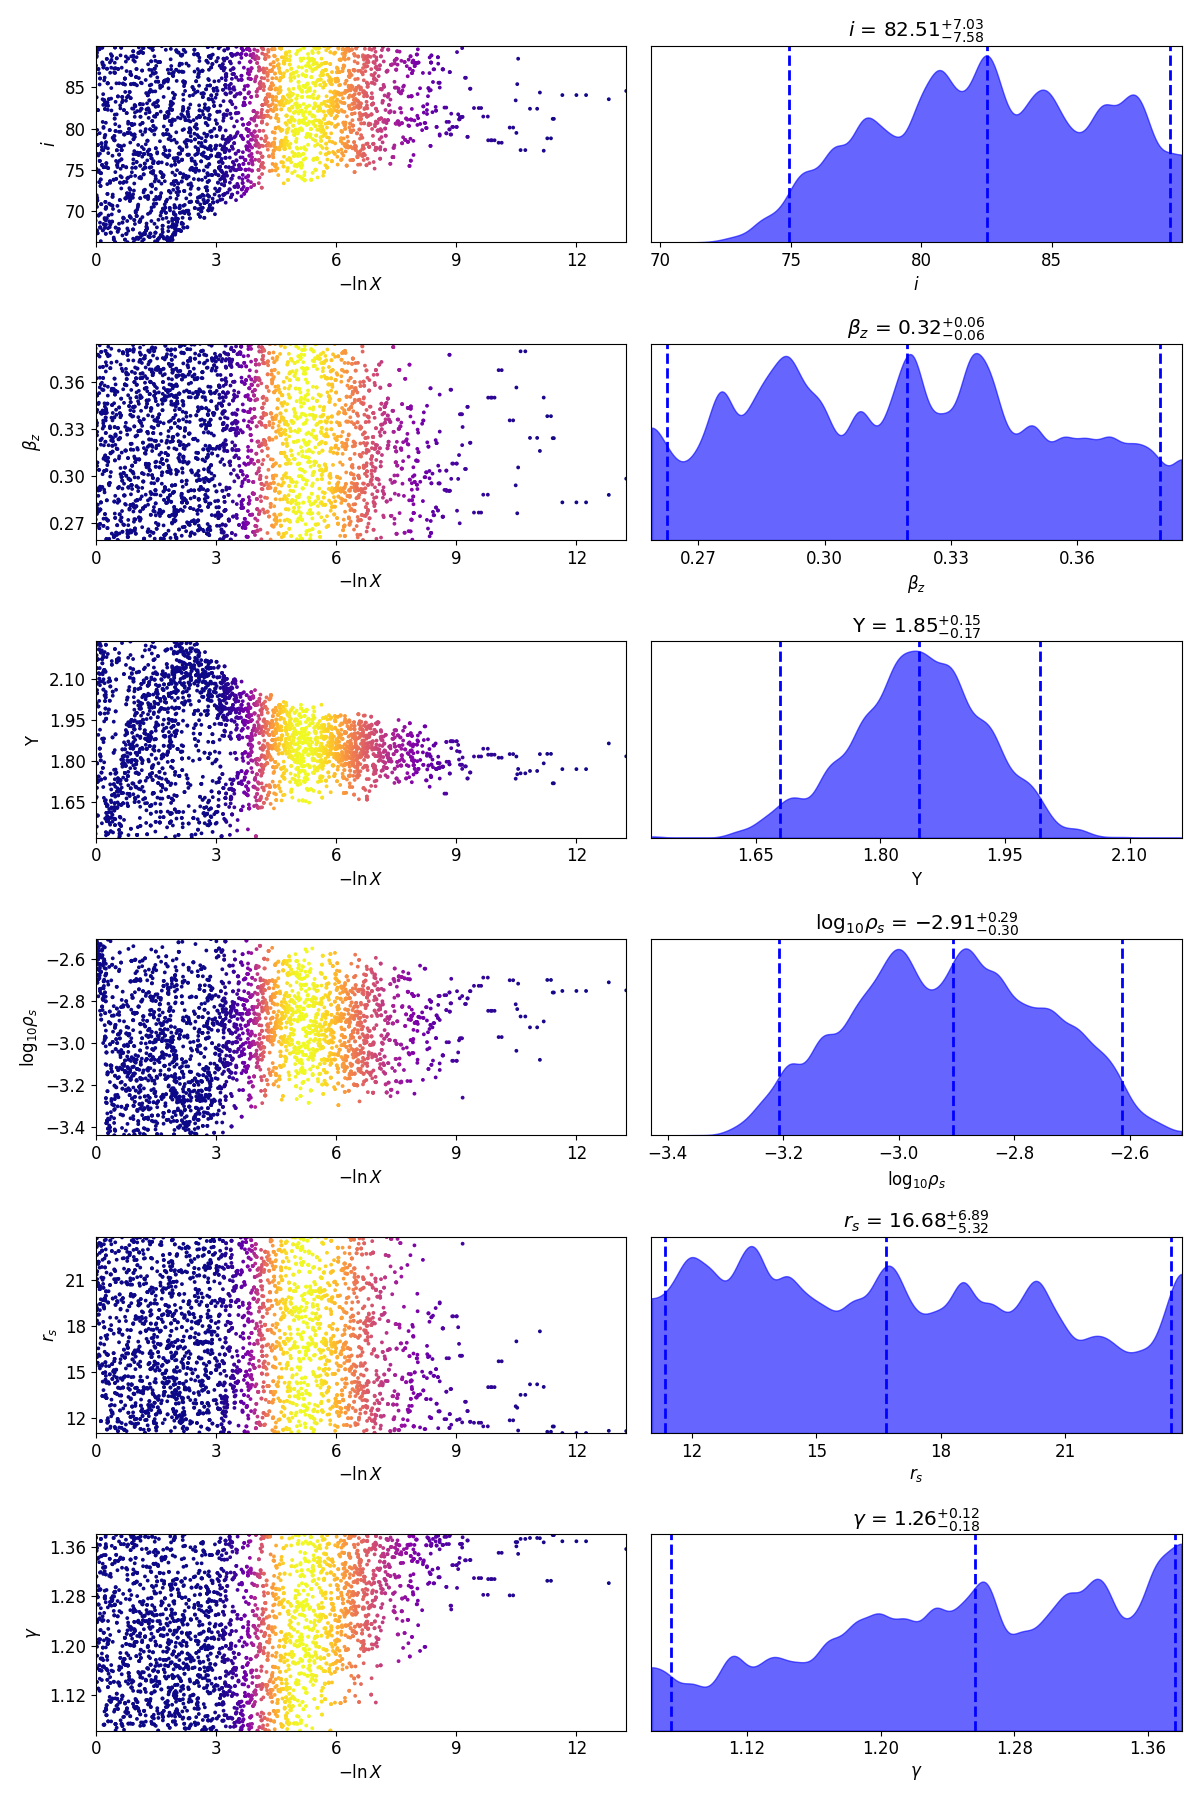 i = 82.51+7.03−7.58
85
80
75
70
i
0 3 6 9 12
−ln X
70 75 80 85
i
βz = 0.32+0.06−0.06
0.36
0.33
0.30
0.27
βz
0 3 6 9 12
−ln X
0.27 0.30 0.33 0.36
βz
Y = 1.85+0.15−0.17
2.10
1.95
1.80
1.65
Y
0 3 6 9 12
−ln X
1.65 1.80 1.95 2.10
Y
log10ρs = −2.91+0.29−0.30
−2.6
−2.8
−3.0
−3.2
−3.4
log10ρs
0 3 6 9 12
−ln X
−3.4 −3.2 −3.0 −2.8 −2.6
log10ρs
rs = 16.68+6.89−5.32
21
18
15
12
rs
0 3 6 9 12
−ln X
12 15 18 21
rs
γ = 1.26+0.12−0.18
1.36
1.28
1.20
1.12
γ
0 3 6 9 12
−ln X
1.12 1.20 1.28 1.36
γ